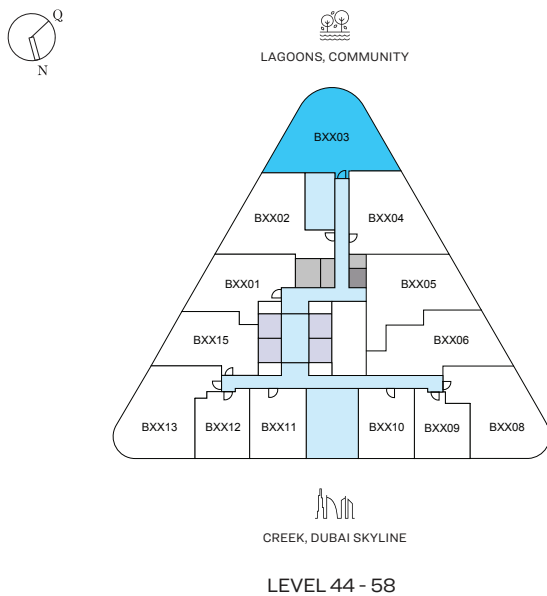 Q
N
LAGOONS, COMMUNITY
BXX03
BXX02
BXX04
BXX01
BXX05
BXX15
BXX06
BXX13
BXX12
BXX11
BXX10
BXX09
BXX08
CREEK, DUBAI SKYLINE
LEVEL 44 - 58